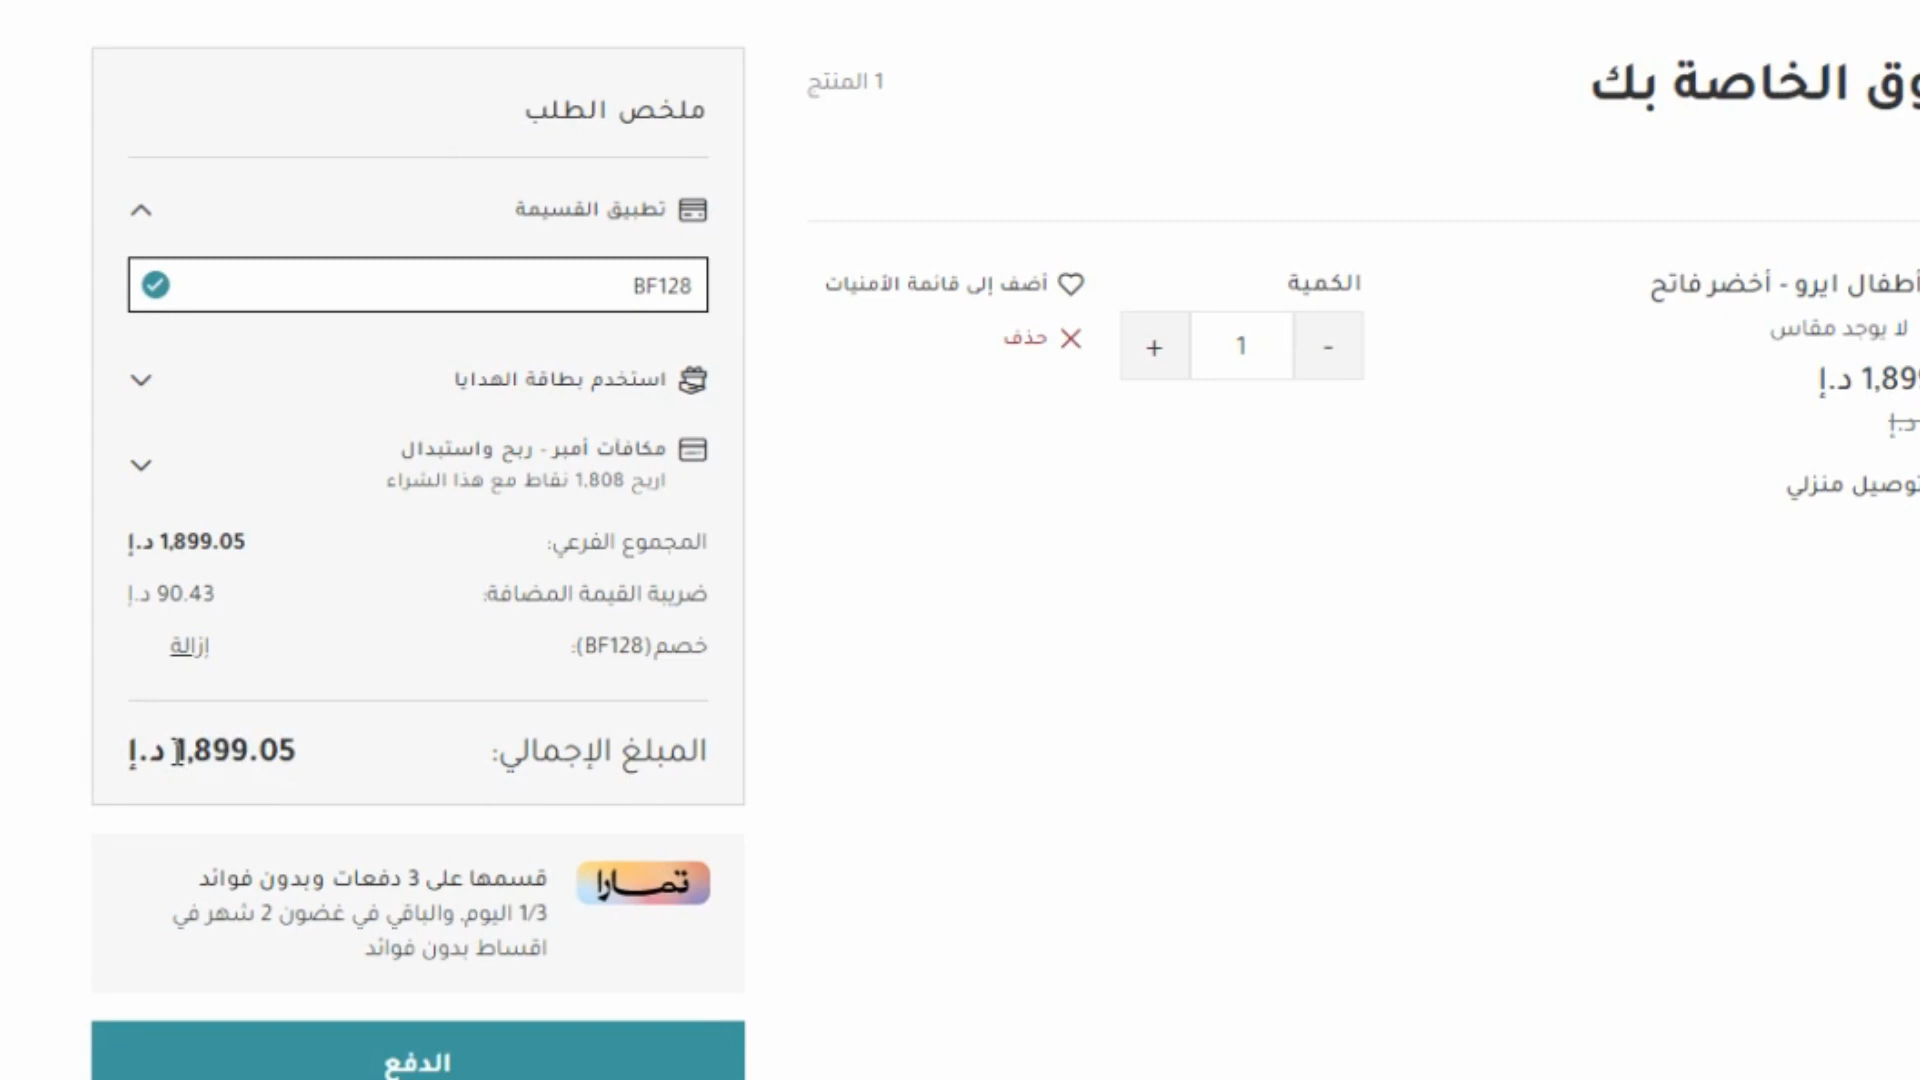 الخاصة بك
1 المنتج
أطفال ايرو - أخضر فاتح
لا يوجد مقاس
د.إ
د.إ
توصيل منزلي
الكمية
- 1 +
أضف إلى قائمة الأمنيات
حذف
ملخص الطلب
تطبيق القسيمة
BF128
استخدم بطاقة الهدايا
مكافآت أمبر - ربح واستبدال
اربح 1,808 نقاط مع هذا الشراء
المجموع الفرعي: 1,899.05 د.إ
ضريبة القيمة المضافة: 90.43 د.إ
خصم(BF128): إزالة
المبلغ الإجمالي: 1,899.05 د.إ
تمارا
قسمها على 3 دفعات وبدون فوائد
1/3 اليوم, والباقي في غضون 2 شهر في
اقساط بدون فوائد
الدفع